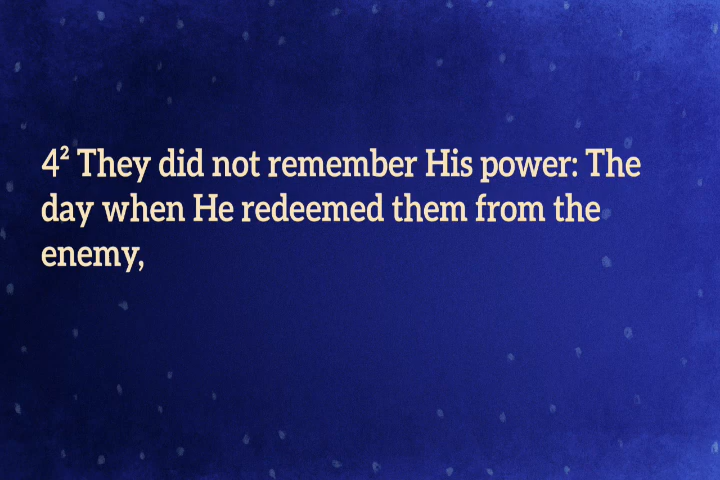 4² They did not remember His power: The
day when He redeemed them from the
enemy,